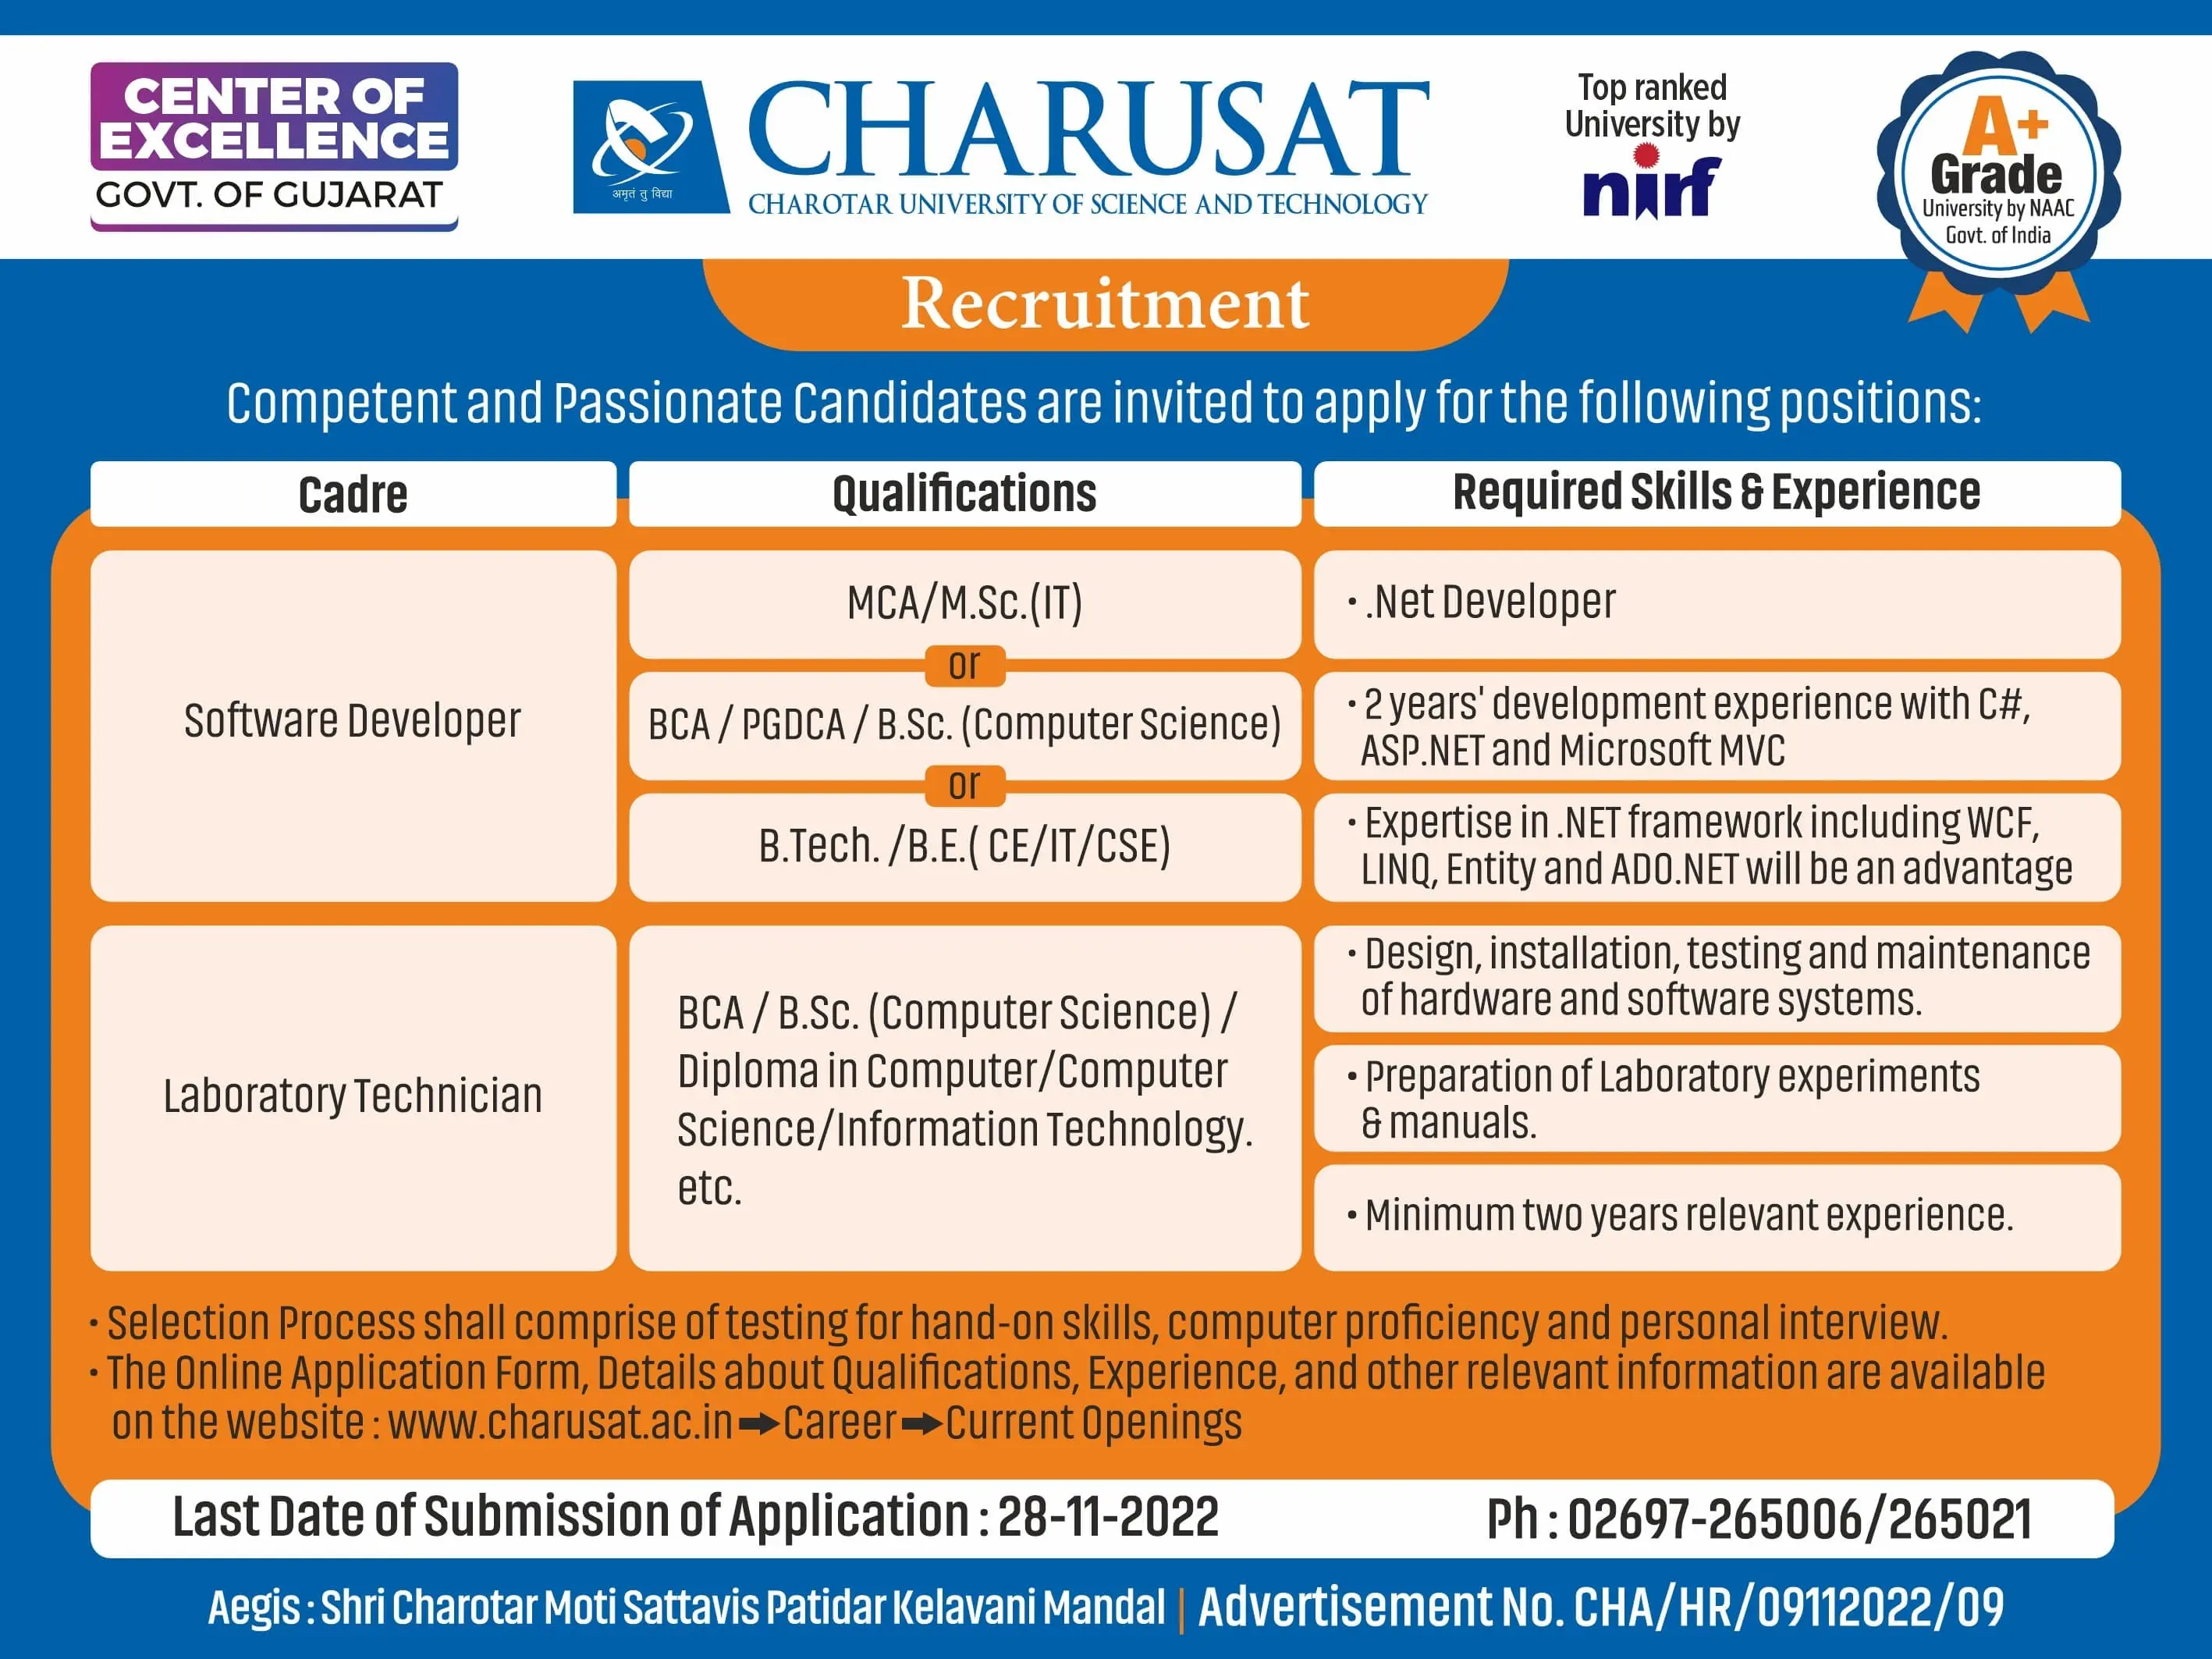 CENTER OF
EXCELLENCE
GOVT. OF GUJARAT
अमृतं तु विद्या
CHARUSAT
CHAROTAR UNIVERSITY OF SCIENCE AND TECHNOLOGY
Top ranked
University by
nirf
A+
Grade
University by NAAC
Govt. of India
Recruitment
Competent and Passionate Candidates are invited to apply for the following positions:
Cadre
Qualifications
Required Skills & Experience
Software Developer
MCA/M.Sc.(IT)
or
BCA / PGDCA / B.Sc. (Computer Science)
or
B.Tech. /B.E.( CE/IT/CSE)
• .Net Developer
• 2 years' development experience with C#,
ASP.NET and Microsoft MVC
• Expertise in .NET framework including WCF,
LINQ, Entity and ADO.NET will be an advantage
Laboratory Technician
BCA / B.Sc. (Computer Science) /
Diploma in Computer/Computer
Science/Information Technology.
etc.
• Design, installation, testing and maintenance
of hardware and software systems.
• Preparation of Laboratory experiments
& manuals.
• Minimum two years relevant experience.
• Selection Process shall comprise of testing for hand-on skills, computer proficiency and personal interview.
• The Online Application Form, Details about Qualifications, Experience, and other relevant information are available
on the website : www.charusat.ac.in➡Career➡Current Openings
Last Date of Submission of Application : 28-11-2022
Ph : 02697-265006/265021
Aegis : Shri Charotar Moti Sattavis Patidar Kelavani Mandal | Advertisement No. CHA/HR/09112022/09